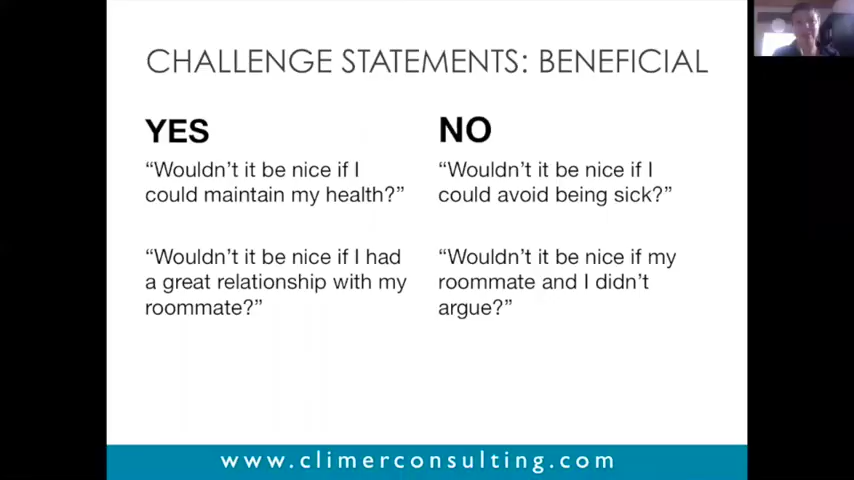 CHALLENGE STATEMENTS: BENEFICIAL
YES
“Wouldn’t it be nice if I
could maintain my health?”
“Wouldn’t it be nice if I had
a great relationship with my
roommate?”
NO
“Wouldn’t it be nice if I
could avoid being sick?”
“Wouldn’t it be nice if my
roommate and I didn’t
argue?”
www.climerconsulting.com